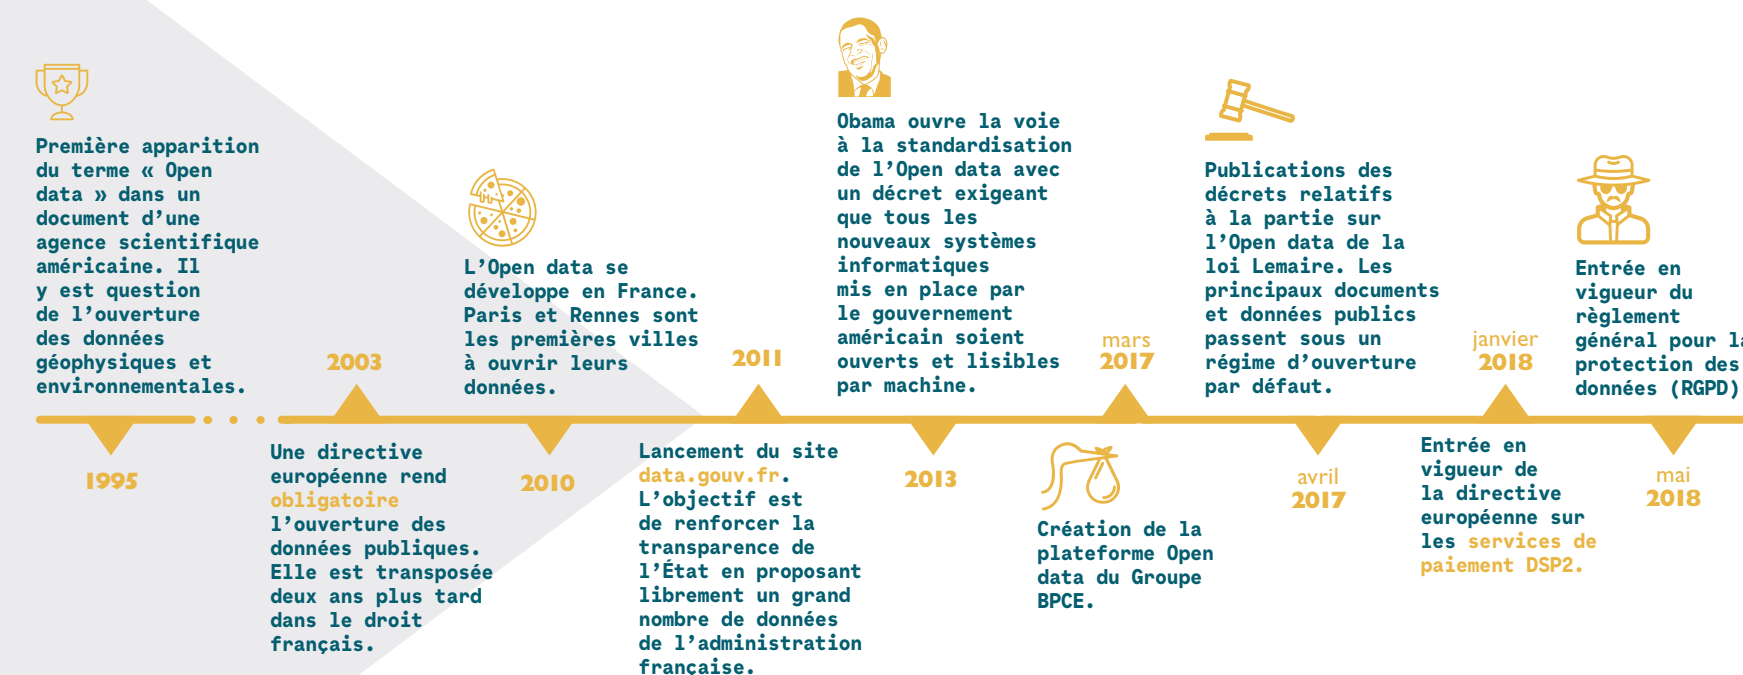 Première apparition
du terme « Open
data » dans un
document d’une
agence scientifique
américaine. Il
y est question
de l’ouverture
des données
géophysiques et
environnementales.
1995
2003
Une directive
européenne rend
obligatoire
l’ouverture des
données publiques.
Elle est transposée
deux ans plus tard
dans le droit
français.
L’Open data se
développe en France.
Paris et Rennes sont
les premières villes
à ouvrir leurs
données.
2010
2011
Lancement du site
data.gouv.fr.
L’objectif est
de renforcer la
transparence de
l’État en proposant
librement un grand
nombre de données
de l’administration
française.
Obama ouvre la voie
à la standardisation
de l’Open data avec
un décret exigeant
que tous les
nouveaux systèmes
informatiques
mis en place par
le gouvernement
américain soient
ouverts et lisibles
par machine.
2013
mars
2017
Création de la
plateforme Open
data du Groupe
BPCE.
Publications des
décrets relatifs
à la partie sur
l’Open data de la
loi Lemaire. Les
principaux documents
et données publics
passent sous un
régime d’ouverture
par défaut.
avril
2017
janvier
2018
Entrée en
vigueur de
la directive
européenne sur
les services de
paiement DSP2.
Entrée en
vigueur du
règlement
général pour la
protection des
données (RGPD)
mai
2018